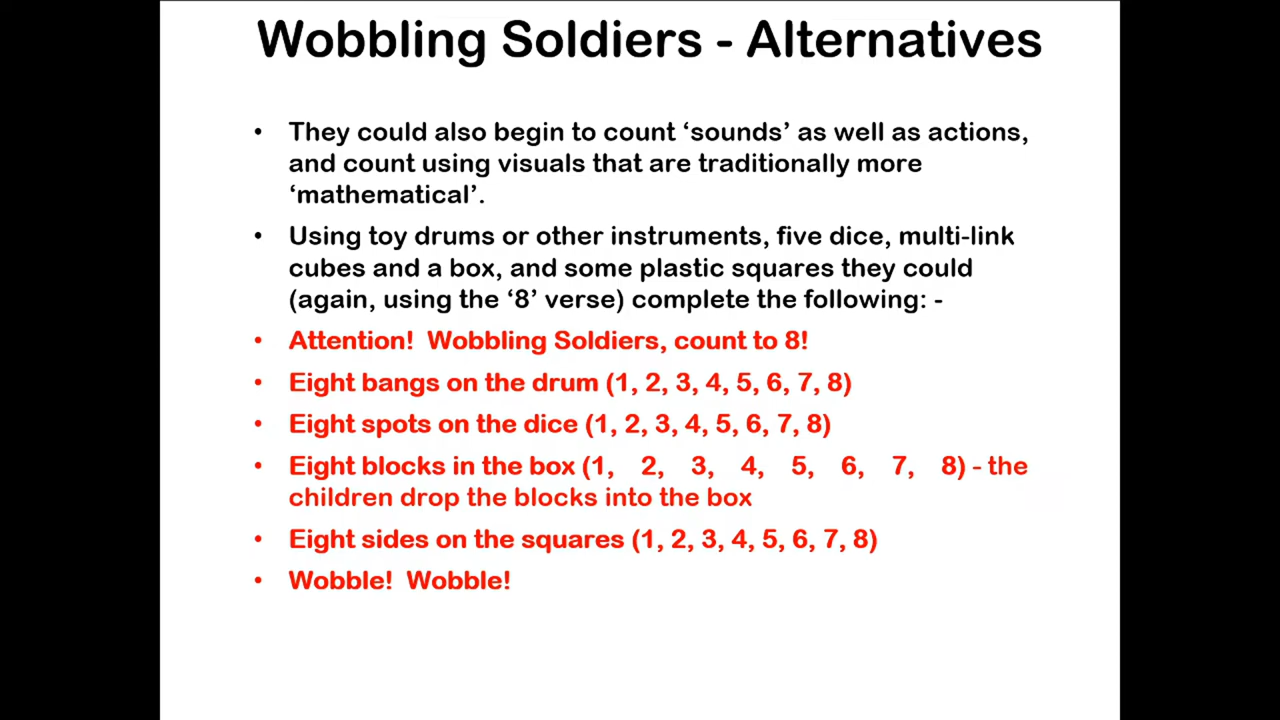 Wobbling Soldiers - Alternatives
• They could also begin to count ‘sounds’ as well as actions,
and count using visuals that are traditionally more
‘mathematical’.
• Using toy drums or other instruments, five dice, multi-link
cubes and a box, and some plastic squares they could
(again, using the ‘8’ verse) complete the following: -
• Attention!  Wobbling Soldiers, count to 8!
• Eight bangs on the drum (1, 2, 3, 4, 5, 6, 7, 8)
• Eight spots on the dice (1, 2, 3, 4, 5, 6, 7, 8)
• Eight blocks in the box (1,    2,    3,    4,    5,    6,    7,    8) - the
children drop the blocks into the box
• Eight sides on the squares (1, 2, 3, 4, 5, 6, 7, 8)
• Wobble!  Wobble!